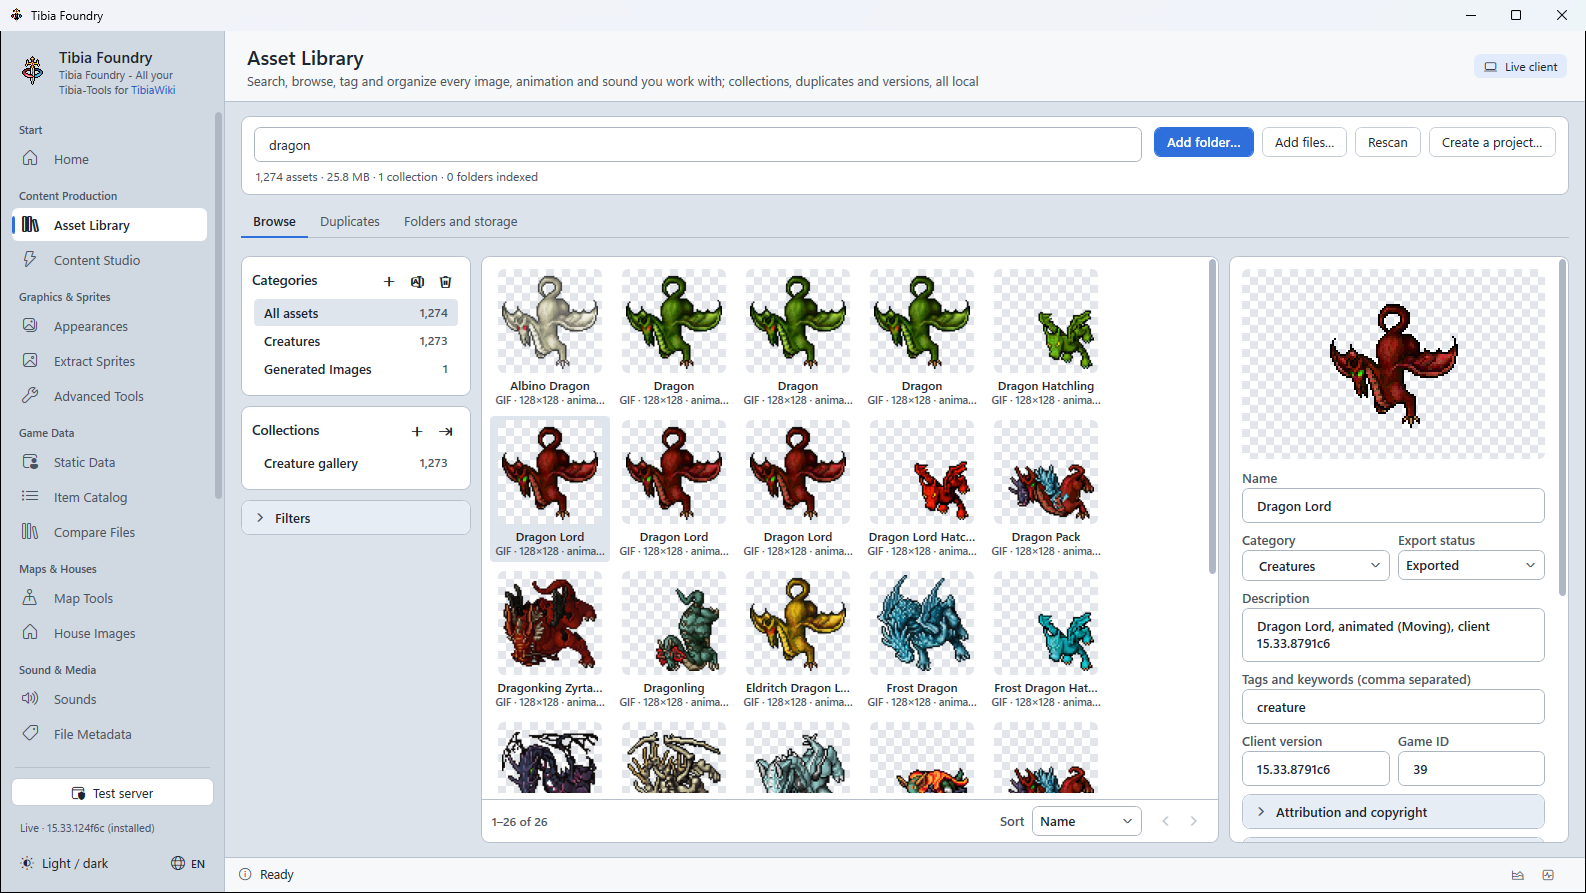 Tibia Foundry
Tibia Foundry
Tibia Foundry - All your
Tibia-Tools for TibiaWiki
Start
Home
Content Production
Asset Library
Content Studio
Graphics & Sprites
Appearances
Extract Sprites
Advanced Tools
Game Data
Static Data
Item Catalog
Compare Files
Maps & Houses
Map Tools
House Images
Sound & Media
Sounds
File Metadata
Test server
Live · 15.33.124f6c (installed)
Light / dark
EN
Asset Library
Search, browse, tag and organize every image, animation and sound you work with; collections, duplicates and versions, all local
Live client
dragon
Add folder...
Add files...
Rescan
Create a project...
1,274 assets · 25.8 MB · 1 collection · 0 folders indexed
Browse
Duplicates
Folders and storage
Categories
All assets 1,274
Creatures 1,273
Generated Images 1
Collections
Creature gallery 1,273
Filters
Albino Dragon
GIF · 128×128 · anima...
Dragon
GIF · 128×128 · anima...
Dragon
GIF · 128×128 · anima...
Dragon
GIF · 128×128 · anima...
Dragon Hatchling
GIF · 128×128 · anima...
Dragon Lord
GIF · 128×128 · anima...
Dragon Lord
GIF · 128×128 · anima...
Dragon Lord
GIF · 128×128 · anima...
Dragon Lord Hatc...
GIF · 128×128 · anima...
Dragon Pack
GIF · 128×128 · anima...
Dragonking Zyrta...
GIF · 128×128 · anima...
Dragonling
GIF · 128×128 · anima...
Eldritch Dragon L...
GIF · 128×128 · anima...
Frost Dragon
GIF · 128×128 · anima...
Frost Dragon Hat...
GIF · 128×128 · anima...
1–26 of 26
Sort
Name
Name
Dragon Lord
Category
Creatures
Export status
Exported
Description
Dragon Lord, animated (Moving), client
15.33.8791c6
Tags and keywords (comma separated)
creature
Client version
15.33.8791c6
Game ID
39
Attribution and copyright
Ready